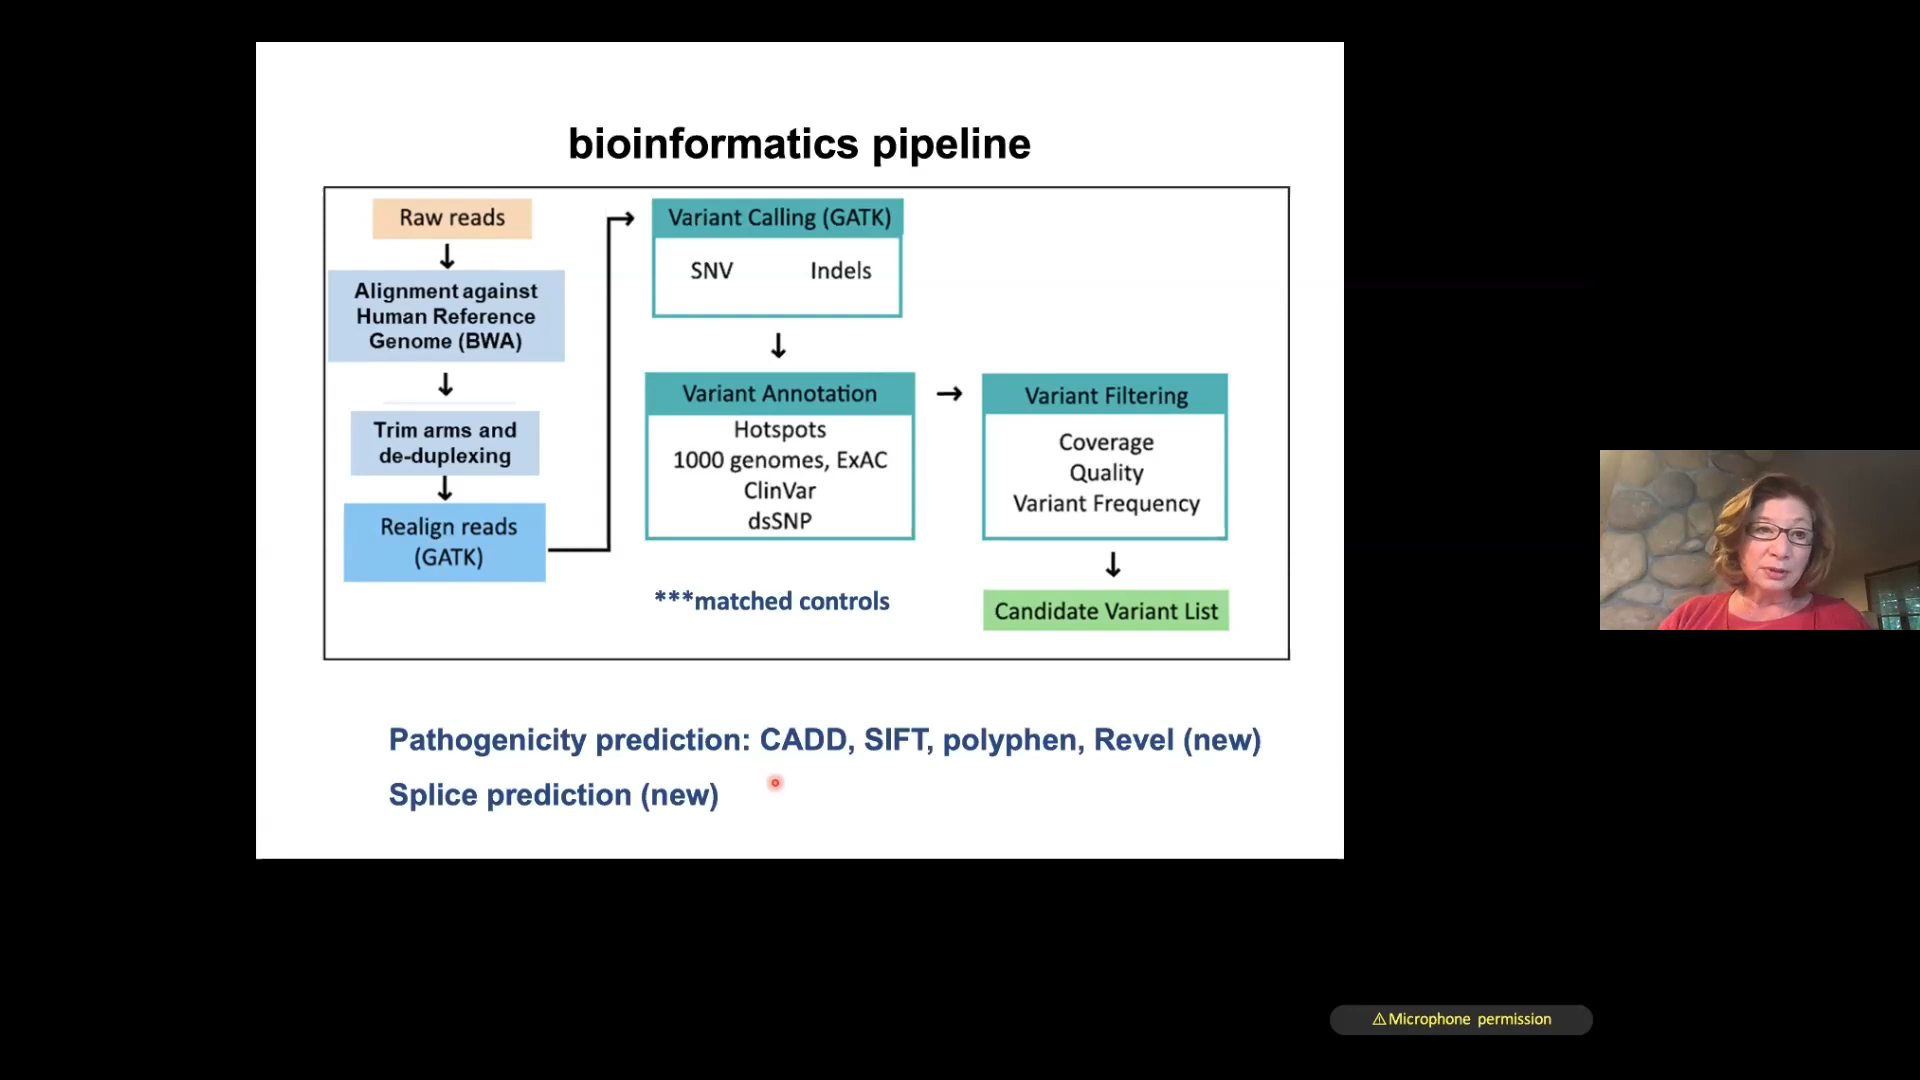 bioinformatics pipeline
Raw reads
Alignment against
Human Reference
Genome (BWA)
Trim arms and
de-duplexing
Realign reads
(GATK)
Variant Calling (GATK)
SNV Indels
Variant Annotation
Hotspots
1000 genomes, ExAC
ClinVar
dsSNP
***matched controls
Variant Filtering
Coverage
Quality
Variant Frequency
Candidate Variant List
Pathogenicity prediction: CADD, SIFT, polyphen, Revel (new)
Splice prediction (new)
⚠Microphone permission